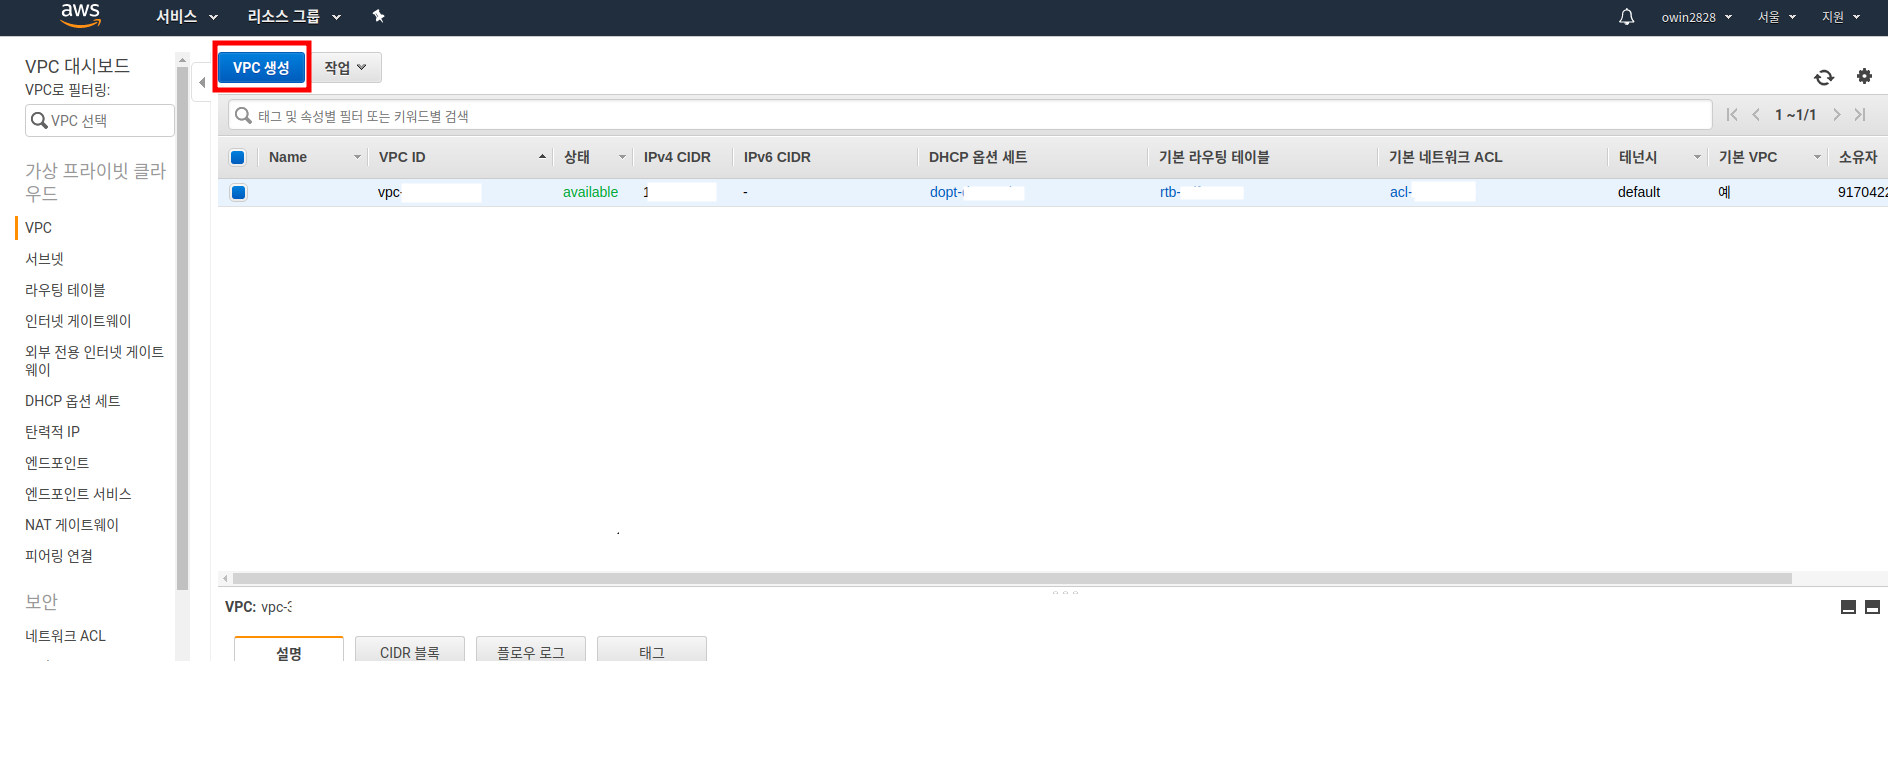 aws 서비스 리소스 그룹 owin2828 서울 지원
VPC 대시보드
VPC로 필터링:
VPC 선택
가상 프라이빗 클라
우드
VPC
서브넷
라우팅 테이블
인터넷 게이트웨이
외부 전용 인터넷 게이트
웨이
DHCP 옵션 세트
탄력적 IP
엔드포인트
엔드포인트 서비스
NAT 게이트웨이
피어링 연결
보안
네트워크 ACL
VPC 생성 작업
태그 및 속성별 필터 또는 키워드별 검색 1 ~1/1
Name VPC ID 상태 IPv4 CIDR IPv6 CIDR DHCP 옵션 세트 기본 라우팅 테이블 기본 네트워크 ACL 테넌시 기본 VPC 소유자
vpc- available 1 - dopt- rtb- acl- default 예 917042
VPC: vpc-
설명 CIDR 블록 플로우 로그 태그